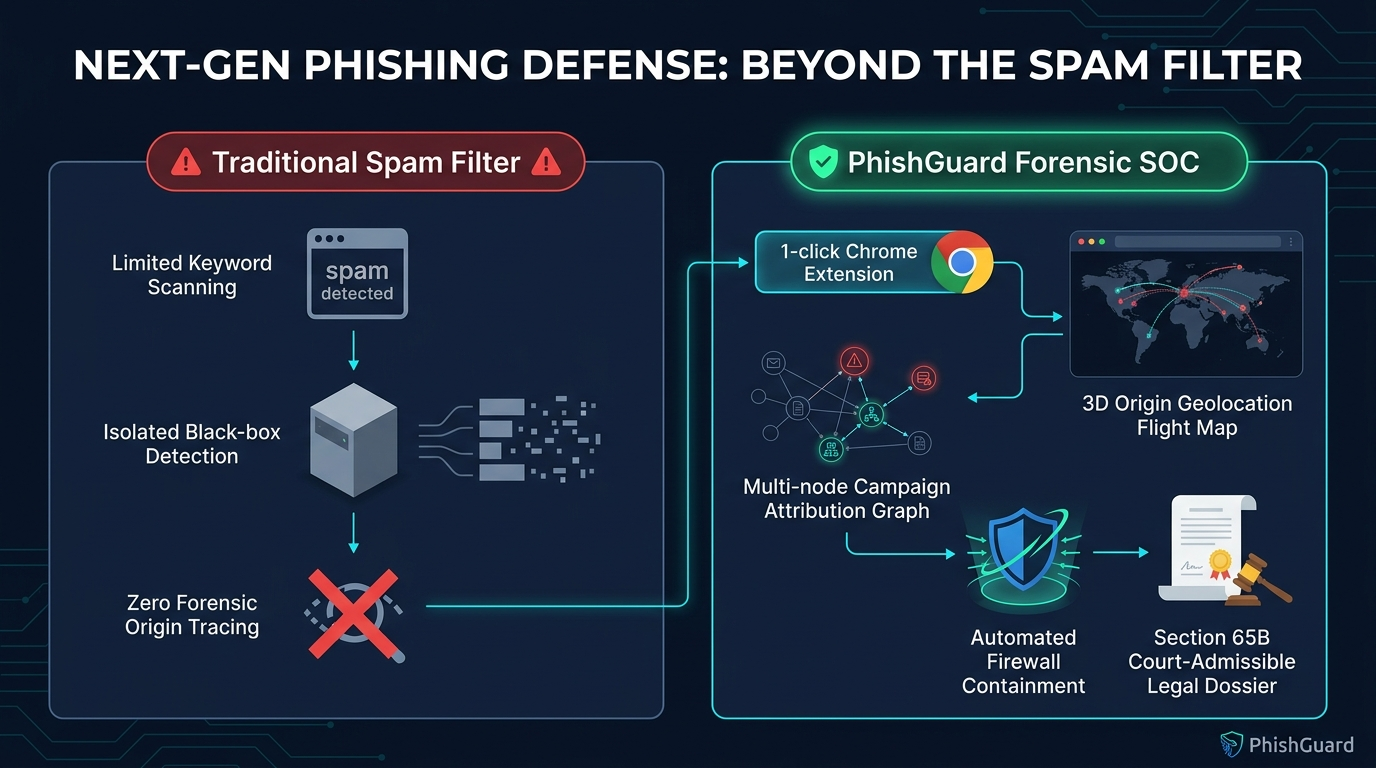 NEXT-GEN PHISHING DEFENSE: BEYOND THE SPAM FILTER
Traditional Spam Filter
Limited Keyword
Scanning
spam
detected
Isolated Black-box
Detection
Zero Forensic
Origin Tracing
PhishGuard Forensic SOC
1-click Chrome
Extension
3D Origin Geolocation
Flight Map
Multi-node Campaign
Attribution Graph
Automated
Firewall
Containment
Section 65B
Court-Admissible
Legal Dossier
PhishGuard